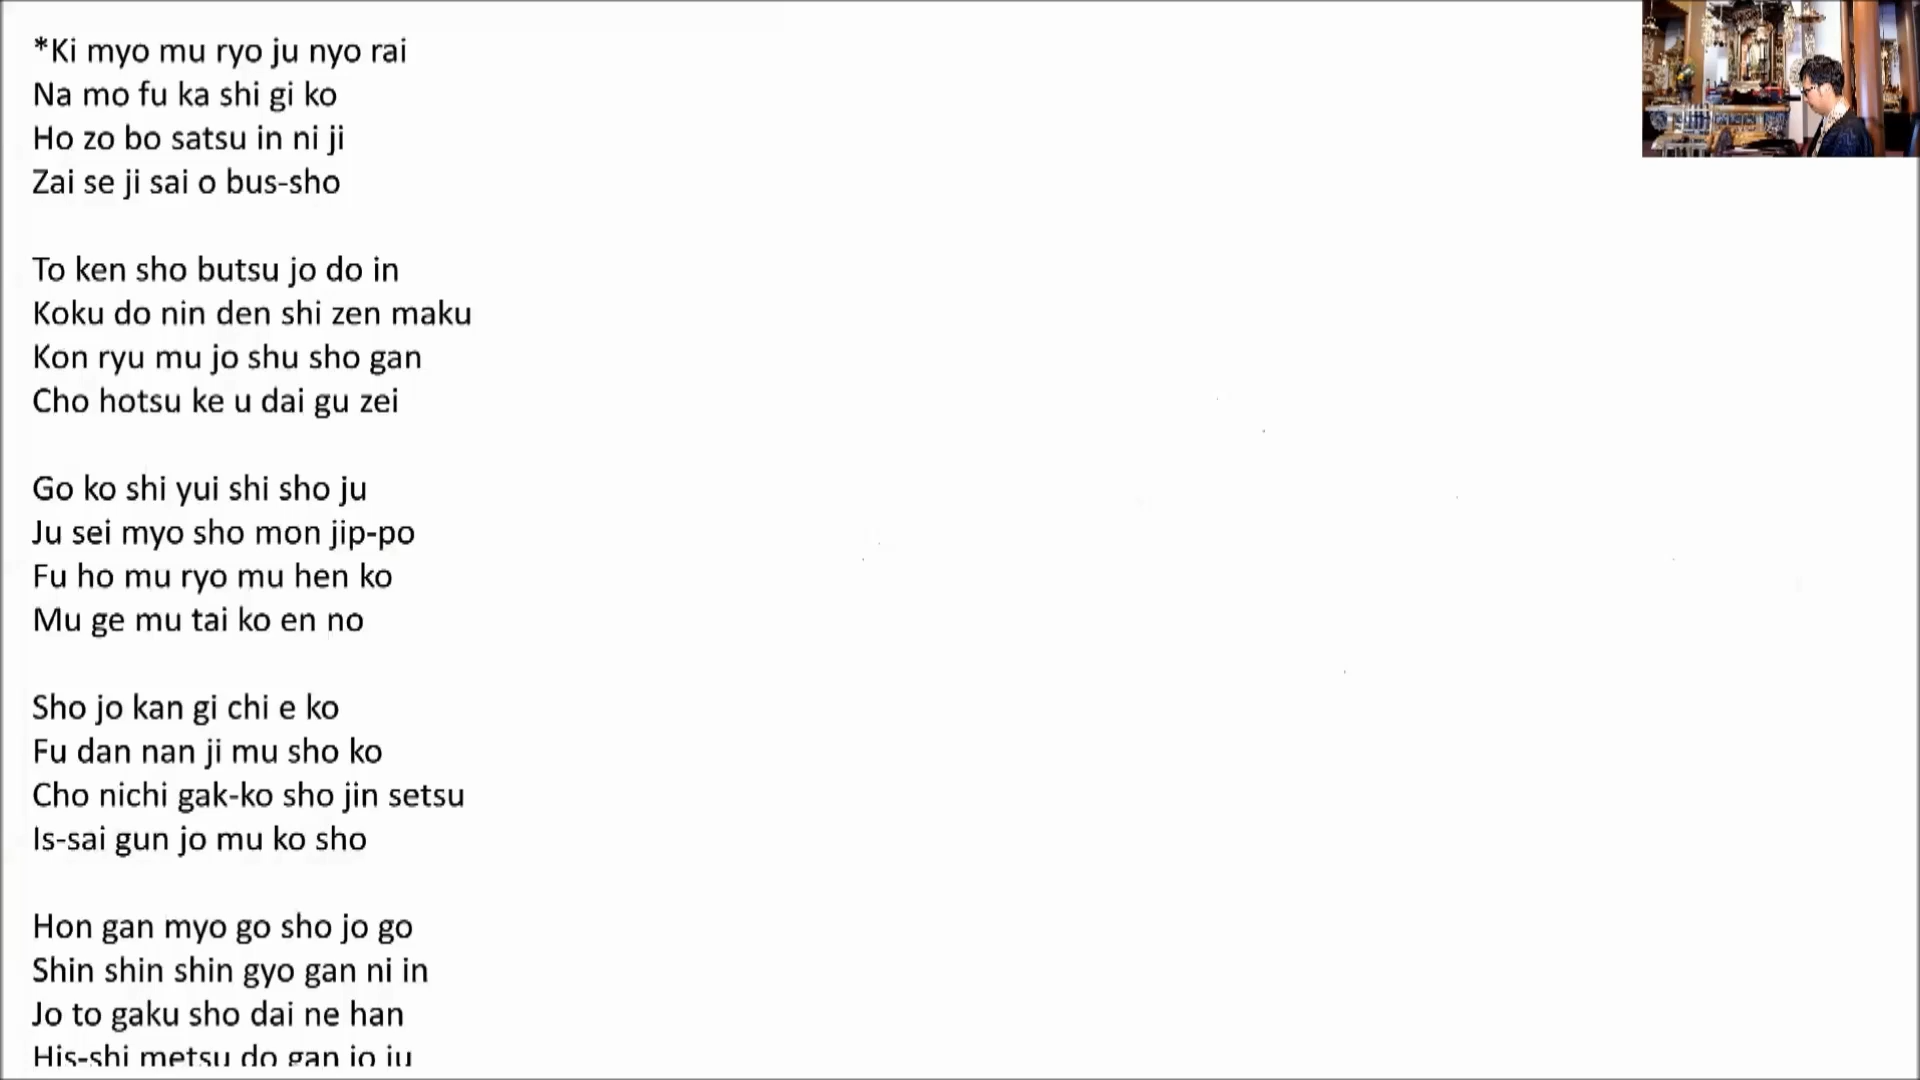 *Ki myo mu ryo ju nyo rai
Na mo fu ka shi gi ko
Ho zo bo satsu in ni ji
Zai se ji sai o bus-sho
To ken sho butsu jo do in
Koku do nin den shi zen maku
Kon ryu mu jo shu sho gan
Cho hotsu ke u dai gu zei
Go ko shi yui shi sho ju
Ju sei myo sho mon jip-po
Fu ho mu ryo mu hen ko
Mu ge mu tai ko en no
Sho jo kan gi chi e ko
Fu dan nan ji mu sho ko
Cho nichi gak-ko sho jin setsu
Is-sai gun jo mu ko sho
Hon gan myo go sho jo go
Shin shin shin gyo gan ni in
Jo to gaku sho dai ne han
His-shi metsu do gan jo ju